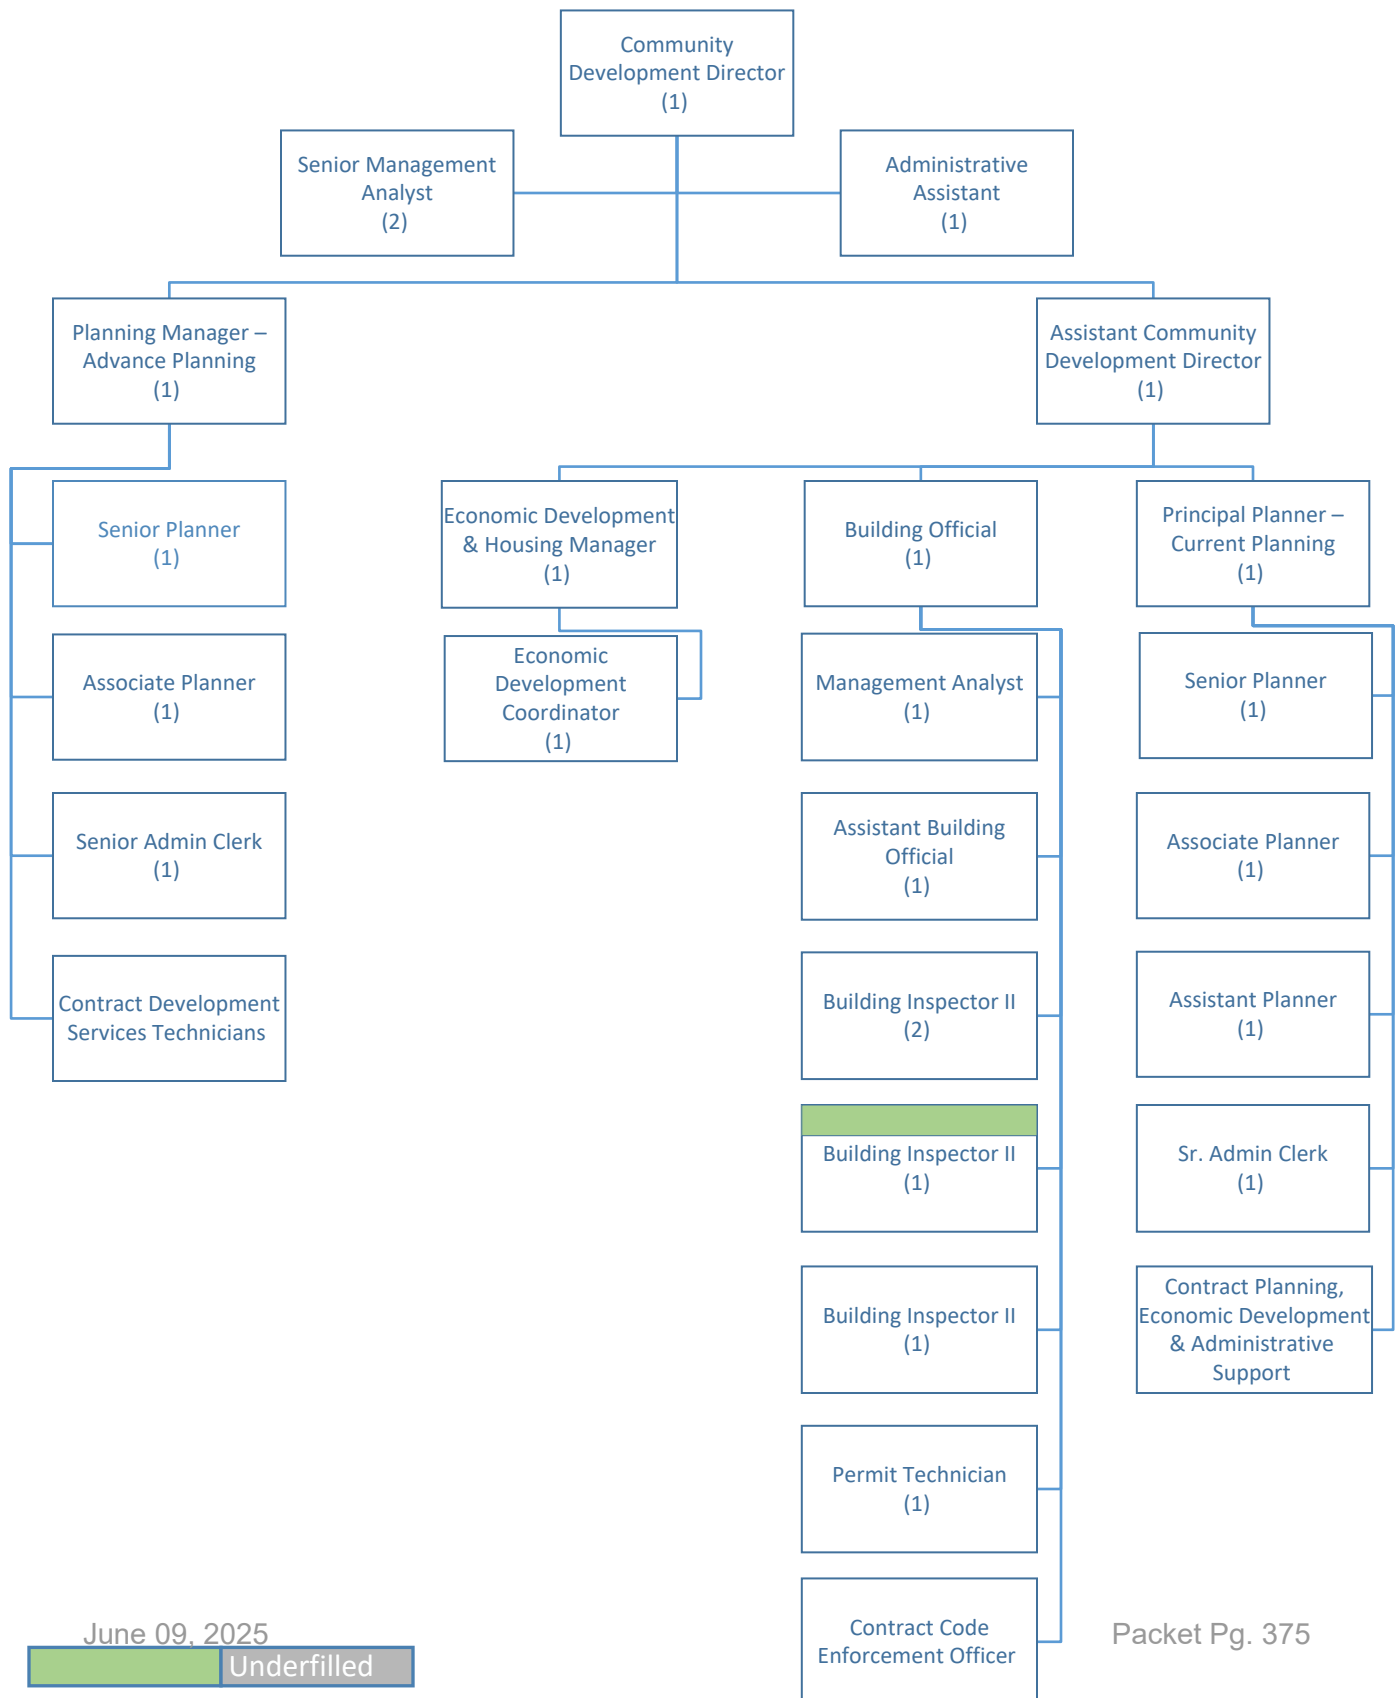 Community
Development Director
(1)
Senior Management
Analyst
(2)
Administrative
Assistant
(1)
Planning Manager –
Advance Planning
(1)
Assistant Community
Development Director
(1)
Senior Planner
(1)
Associate Planner
(1)
Senior Admin Clerk
(1)
Contract Development
Services Technicians
Economic Development
& Housing Manager
(1)
Economic
Development
Coordinator
(1)
Building Official
(1)
Management Analyst
(1)
Assistant Building
Official
(1)
Building Inspector II
(2)
Building Inspector II
(1)
Building Inspector II
(1)
Permit Technician
(1)
Contract Code
Enforcement Officer
Principal Planner –
Current Planning
(1)
Senior Planner
(1)
Associate Planner
(1)
Assistant Planner
(1)
Sr. Admin Clerk
(1)
Contract Planning,
Economic Development
& Administrative
Support
June 09, 2025
Underfilled
Packet Pg. 375